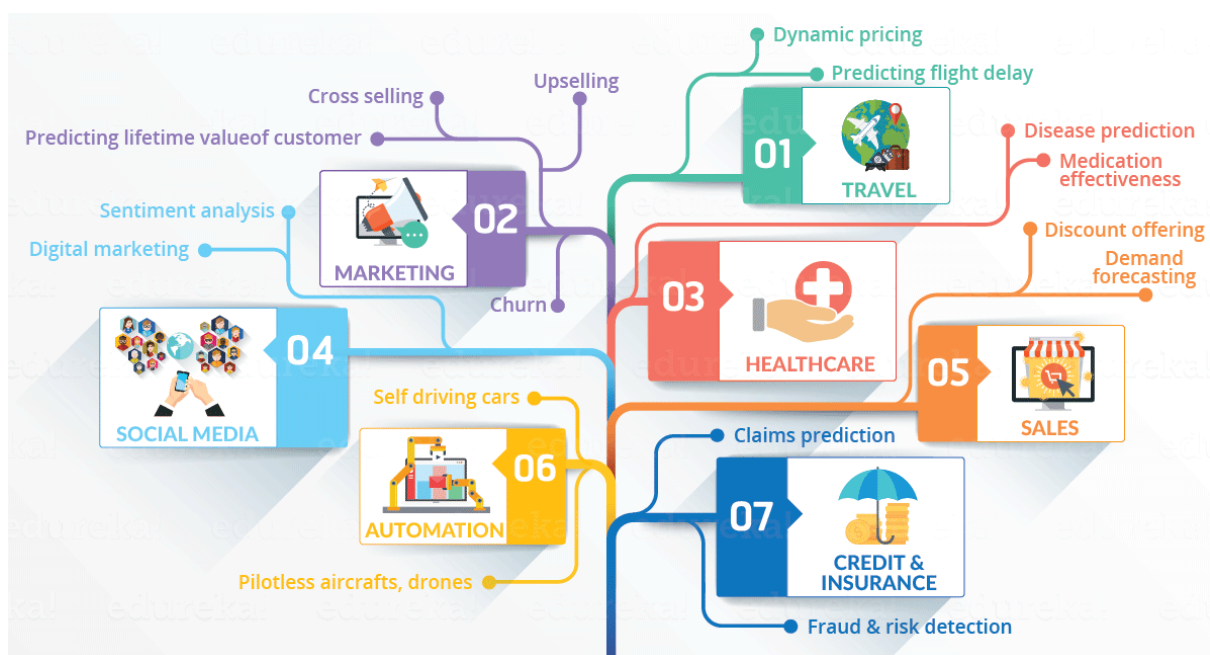 Dynamic pricing
Predicting flight delay
01
TRAVEL
Upselling
Cross selling
Predicting lifetime valueof customer
02
MARKETING
Churn
Disease prediction
Medication
effectiveness
03
HEALTHCARE
Sentiment analysis
Digital marketing
04
SOCIAL MEDIA
Discount offering
Demand
forecasting
05
SALES
Self driving cars
06
AUTOMATION
Pilotless aircrafts, drones
Claims prediction
07
CREDIT &
INSURANCE
Fraud & risk detection
edureka!